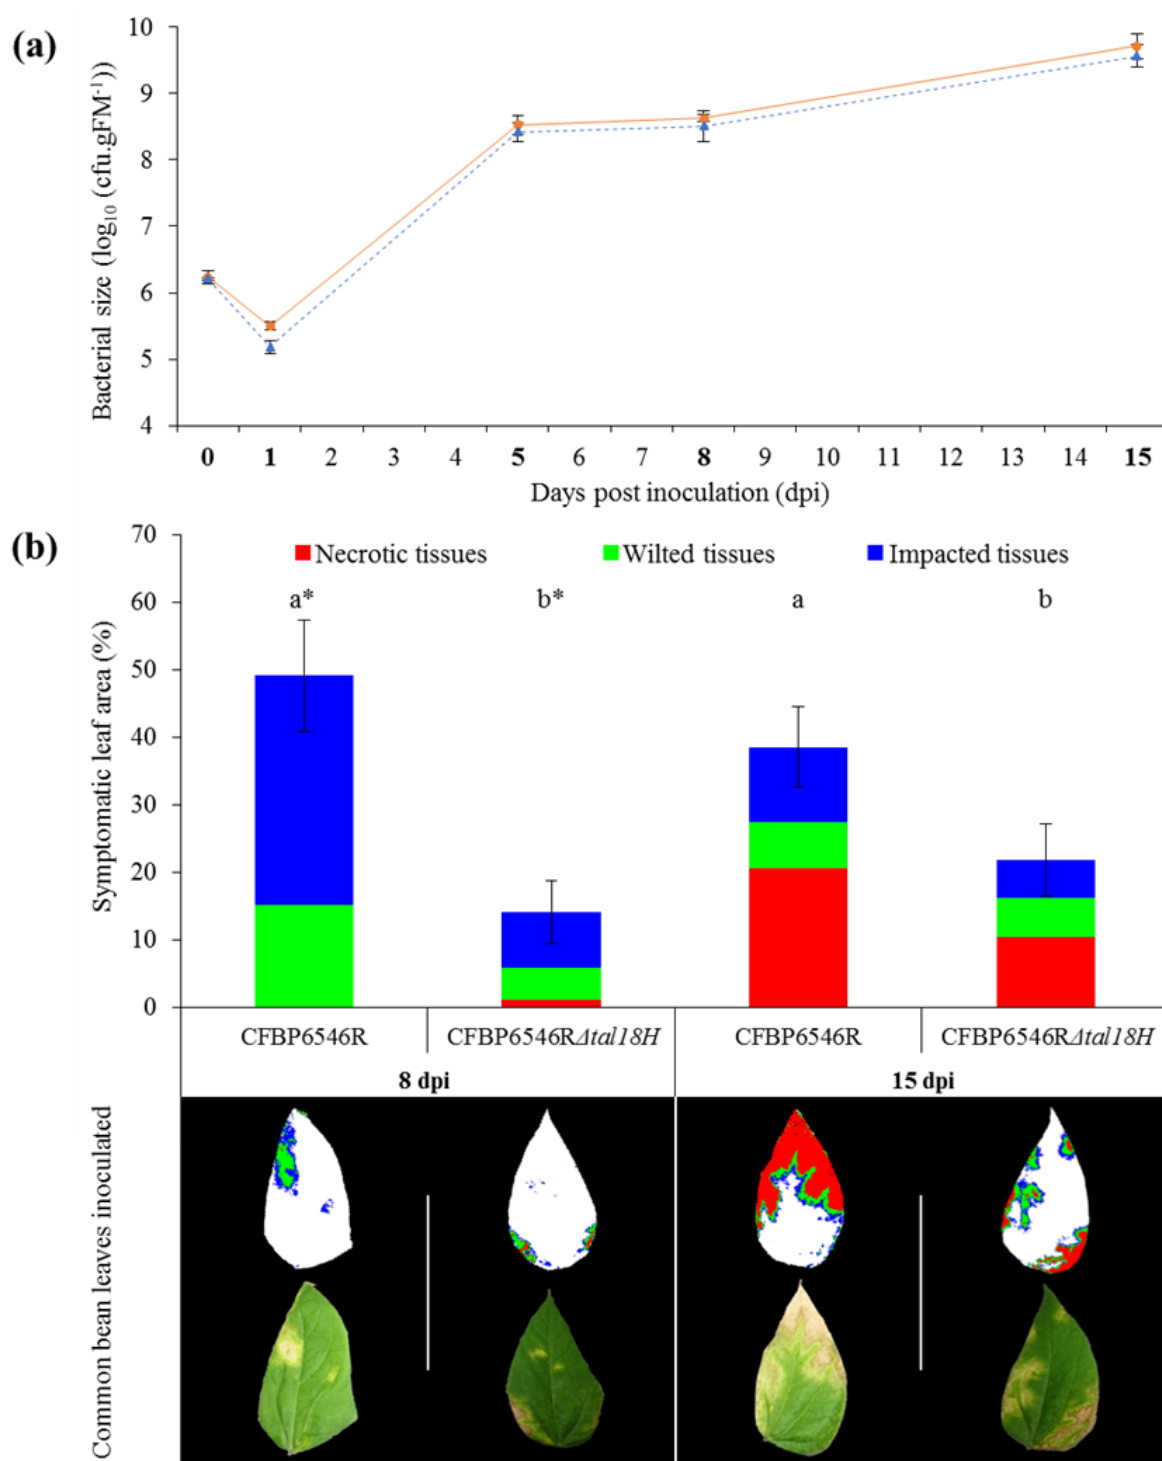 (a)
Bacterial size (log₁₀ (cfu.gFM⁻¹))
10
9
8
7
6
5
4
0 1 2 3 4 5 6 7 8 9 10 11 12 13 14 15
Days post inoculation (dpi)
(b)
Symptomatic leaf area (%)
70
60
50
40
30
20
10
0
Necrotic tissues Wilted tissues Impacted tissues
a* b* a b
CFBP6546R CFBP6546RΔtal18H CFBP6546R CFBP6546RΔtal18H
8 dpi 15 dpi
Common bean leaves inoculated